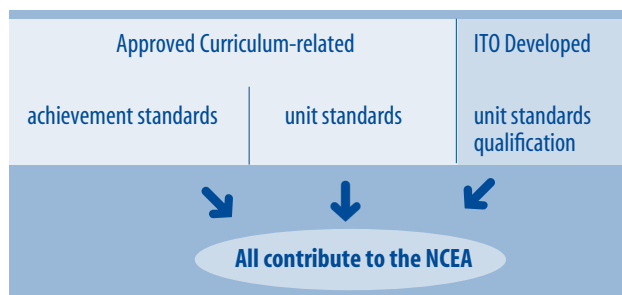 Approved Curriculum-related
ITO Developed
achievement standards
unit standards
unit standards
qualification
All contribute to the NCEA